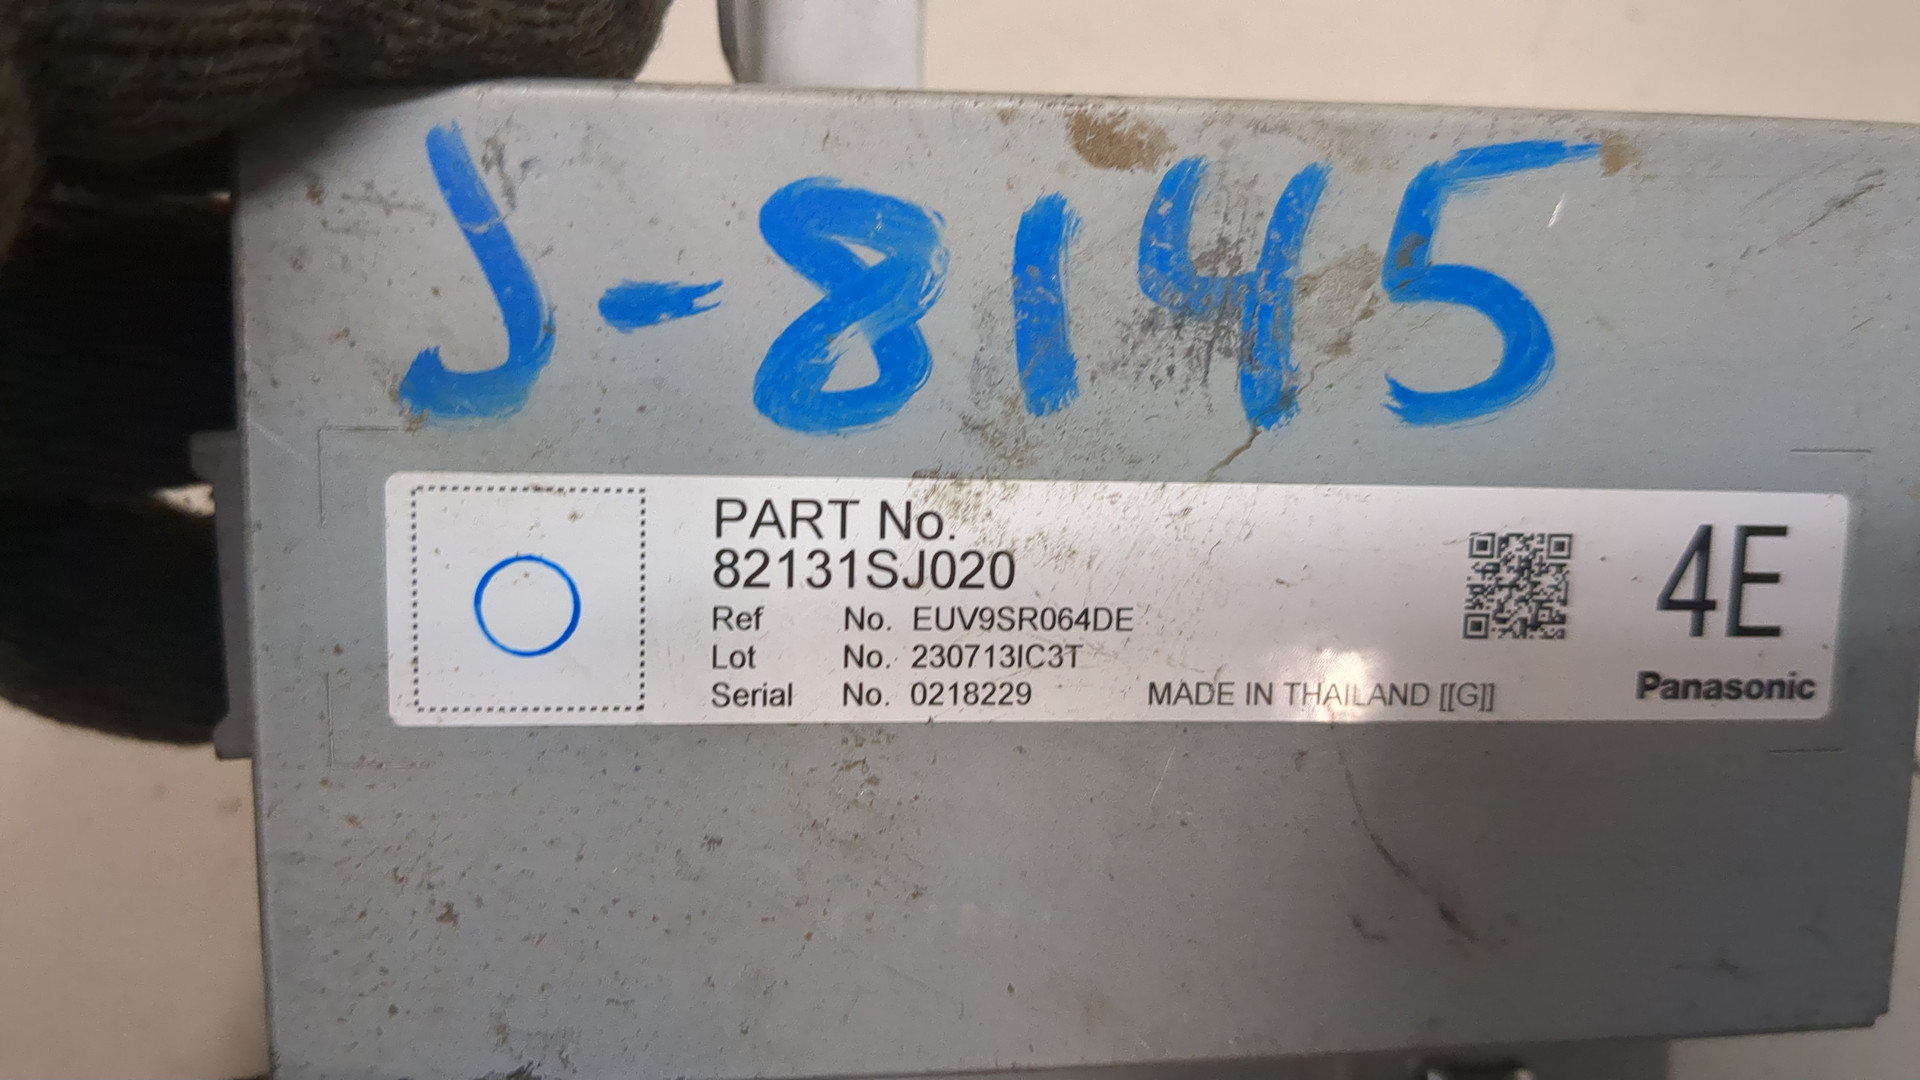 J-8145
PART No.
82131SJ020
Ref No. EUV9SR064DE
Lot No. 230713IC3T
Serial No. 0218229
MADE IN THAILAND [[G]]
4E
Panasonic